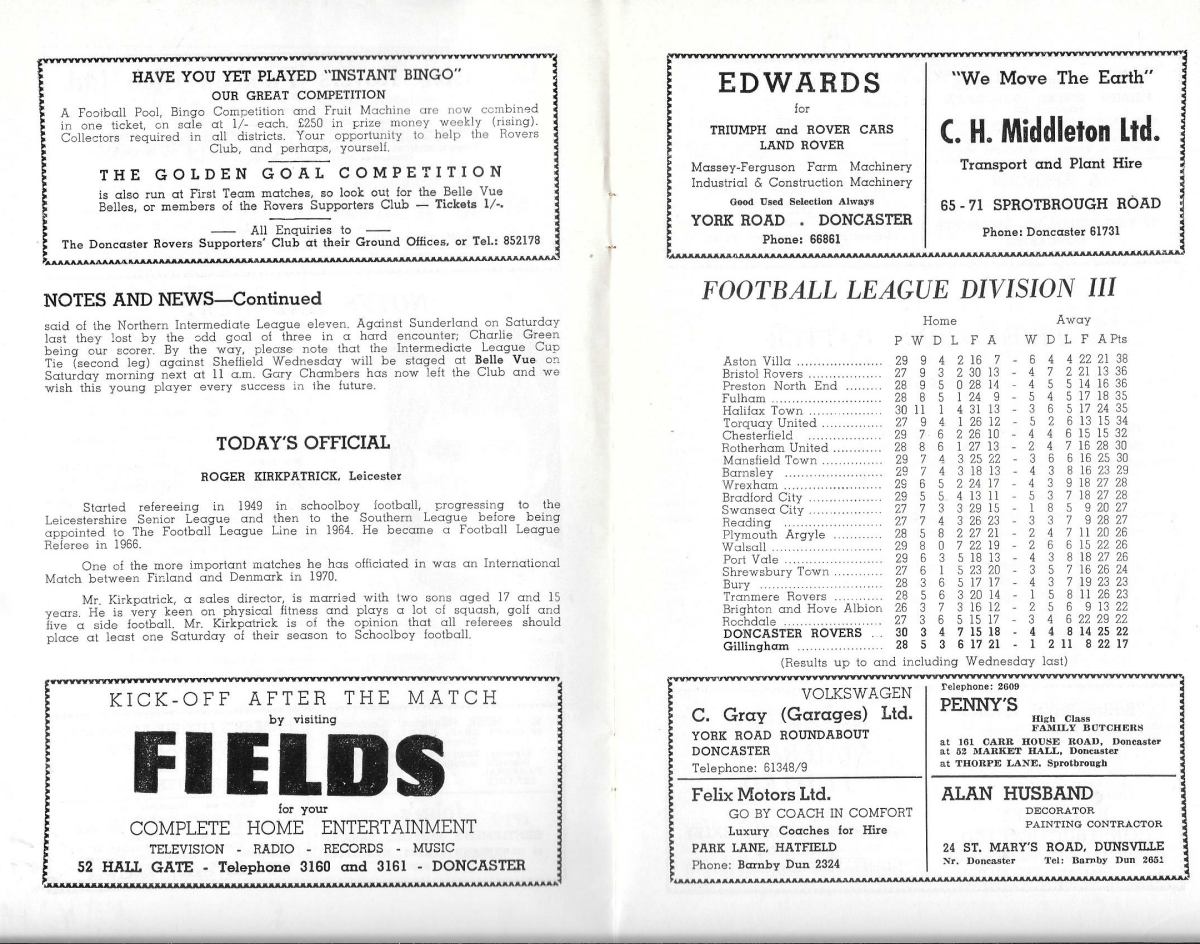 HAVE YOU YET PLAYED "INSTANT BINGO"
OUR GREAT COMPETITION
A Football Pool, Bingo Competition and Fruit Machine are now combined
in one ticket, on sale at 1/- each. £250 in prize money weekly (rising).
Collectors required in all districts. Your opportunity to help the Rovers
Club, and perhaps, yourself.
THE GOLDEN GOAL COMPETITION
is also run at First Team matches, so look out for the Belle Vue
Belles, or members of the Rovers Supporters Club — Tickets 1/-.
All Enquiries to
The Doncaster Rovers Supporters' Club at their Ground Offices, or Tel.: 852178
NOTES AND NEWS—Continued
said of the Northern Intermediate League eleven. Against Sunderland on Saturday
last they lost by the odd goal of three in a hard encounter; Charlie Green
being our scorer. By the way, please note that the Intermediate League Cup
Tie (second leg) against Sheffield Wednesday will be staged at Belle Vue on
Saturday morning next at 11 a.m. Gary Chambers has now left the Club and we
wish this young player every success in the future.
TODAY'S OFFICIAL
ROGER KIRKPATRICK, Leicester
Started refereeing in 1949 in schoolboy football, progressing to the
Leicestershire Senior League and then to the Southern League before being
appointed to The Football League Line in 1964. He became a Football League
Referee in 1966.
One of the more important matches he has officiated in was an International
Match between Finland and Denmark in 1970.
Mr. Kirkpatrick, a sales director, is married with two sons aged 17 and 15
years. He is very keen on physical fitness and plays a lot of squash, golf and
five a side football. Mr. Kirkpatrick is of the opinion that all referees should
place at least one Saturday of their season to Schoolboy football.
KICK-OFF AFTER THE MATCH
by visiting
FIELDS
for your
COMPLETE HOME ENTERTAINMENT
TELEVISION - RADIO - RECORDS - MUSIC
52 HALL GATE - Telephone 3160 and 3161 - DONCASTER
EDWARDS
for
TRIUMPH and ROVER CARS
LAND ROVER
Massey-Ferguson Farm Machinery
Industrial & Construction Machinery
Good Used Selection Always
YORK ROAD . DONCASTER
Phone: 66861
"We Move The Earth"
C. H. Middleton Ltd.
Transport and Plant Hire
65 - 71 SPROTBROUGH ROAD
Phone: Doncaster 61731
FOOTBALL LEAGUE DIVISION III
Home Away
P W D L F A W D L F A Pts
Aston Villa 29 9 4 2 16 7 - 6 4 4 22 21 38
Bristol Rovers 27 9 3 2 30 13 - 4 7 2 21 13 36
Preston North End 28 9 5 0 28 14 - 4 5 5 14 16 36
Fulham 28 8 5 1 24 9 - 5 4 5 17 18 35
Halifax Town 30 11 1 4 31 13 - 3 6 5 17 24 35
Torquay United 27 9 4 1 26 12 - 5 2 6 13 15 34
Chesterfield 29 7 6 2 26 10 - 4 4 6 15 15 32
Rotherham United 28 8 6 1 27 13 - 2 4 7 16 28 30
Mansfield Town 29 7 4 3 25 22 - 3 6 6 16 25 30
Barnsley 29 7 4 3 18 13 - 4 3 8 16 23 29
Wrexham 29 6 5 2 24 17 - 4 3 9 18 27 28
Bradford City 29 5 5 4 13 11 - 5 3 7 18 27 28
Swansea City 27 7 3 3 29 15 - 1 8 5 9 20 27
Reading 27 7 4 3 26 23 - 3 3 7 9 28 27
Plymouth Argyle 28 5 8 2 27 21 - 2 4 7 11 20 26
Walsall 29 8 0 7 22 19 - 2 6 6 15 22 26
Port Vale 29 6 3 5 18 13 - 4 3 8 18 27 26
Shrewsbury Town 27 6 1 5 23 20 - 3 5 7 16 26 24
Bury 28 3 6 5 17 17 - 4 3 7 19 23 23
Tranmere Rovers 28 5 6 3 20 14 - 1 5 8 11 26 23
Brighton and Hove Albion 26 3 7 3 16 12 - 2 5 6 9 13 22
Rochdale 27 3 6 5 15 17 - 3 4 6 22 29 22
DONCASTER ROVERS 30 3 4 7 15 18 - 4 4 8 14 25 22
Gillingham 28 5 3 6 17 21 - 1 2 11 8 22 17
(Results up to and including Wednesday last)
VOLKSWAGEN
C. Gray (Garages) Ltd.
YORK ROAD ROUNDABOUT
DONCASTER
Telephone: 61348/9
Telephone: 2609
PENNY'S
High Class
FAMILY BUTCHERS
at 161 CARR HOUSE ROAD, Doncaster
at 52 MARKET HALL, Doncaster
at THORPE LANE, Sprotbrough
Felix Motors Ltd.
GO BY COACH IN COMFORT
Luxury Coaches for Hire
PARK LANE, HATFIELD
Phone: Barnby Dun 2324
ALAN HUSBAND
DECORATOR
PAINTING CONTRACTOR
24 ST. MARY'S ROAD, DUNSVILLE
Nr. Doncaster Tel: Barnby Dun 2651